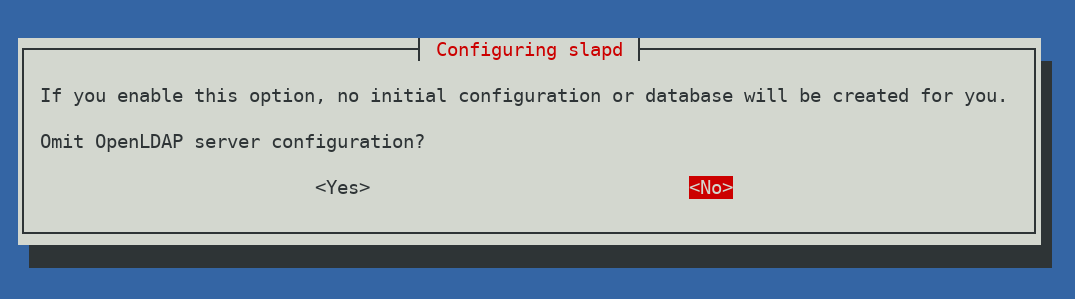 Configuring slapd
If you enable this option, no initial configuration or database will be created for you.
Omit OpenLDAP server configuration?
<Yes> <No>